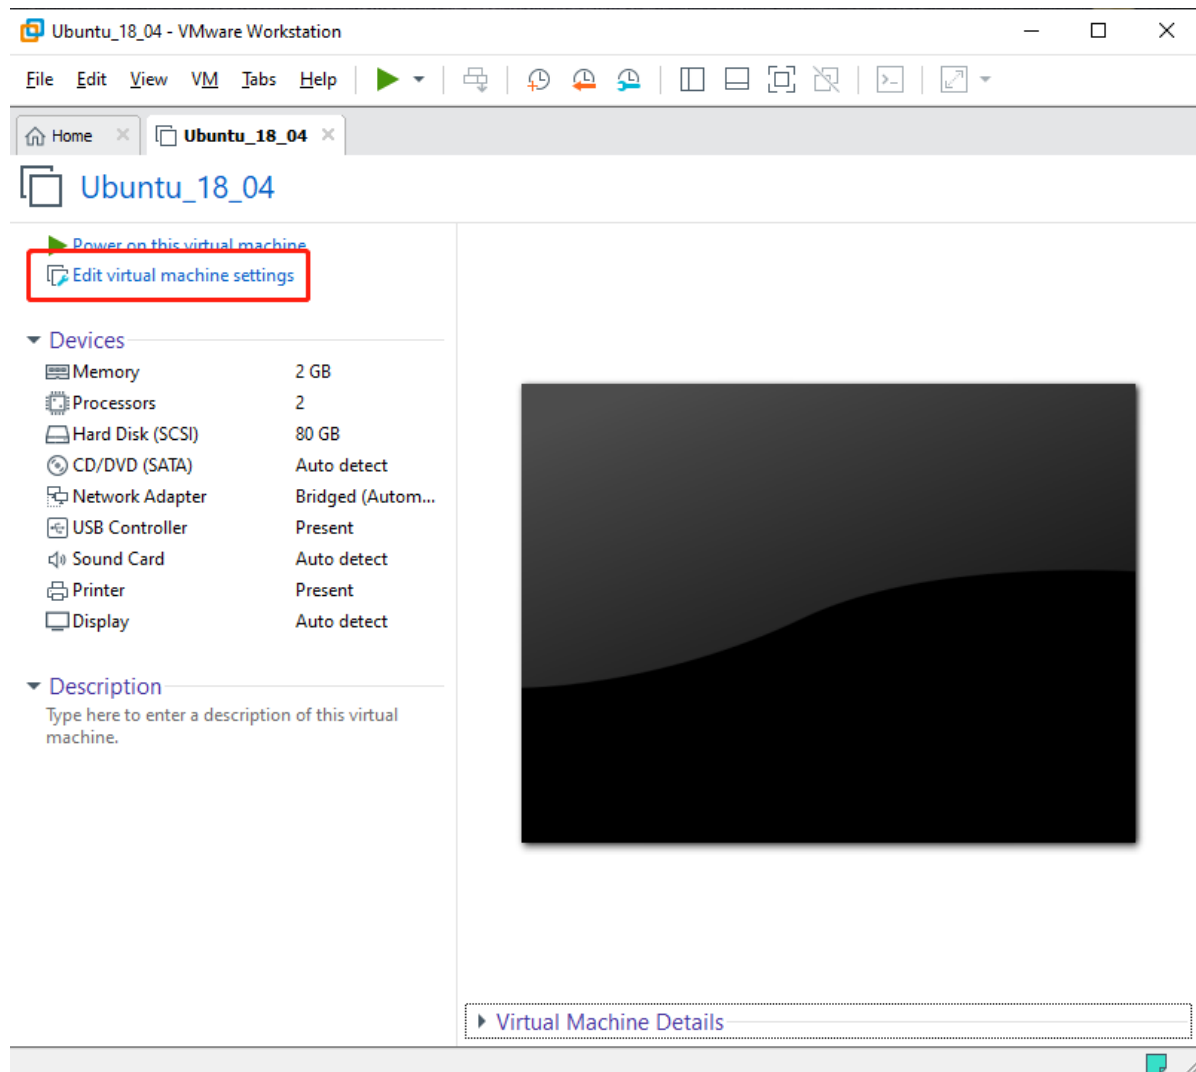 Ubuntu_18_04 - VMware Workstation
File Edit View VM Tabs Help
Home Ubuntu_18_04
Ubuntu_18_04
Power on this virtual machine
Edit virtual machine settings
Devices
Memory 2 GB
Processors 2
Hard Disk (SCSI) 80 GB
CD/DVD (SATA) Auto detect
Network Adapter Bridged (Autom...
USB Controller Present
Sound Card Auto detect
Printer Present
Display Auto detect
Description
Type here to enter a description of this virtual
machine.
Virtual Machine Details